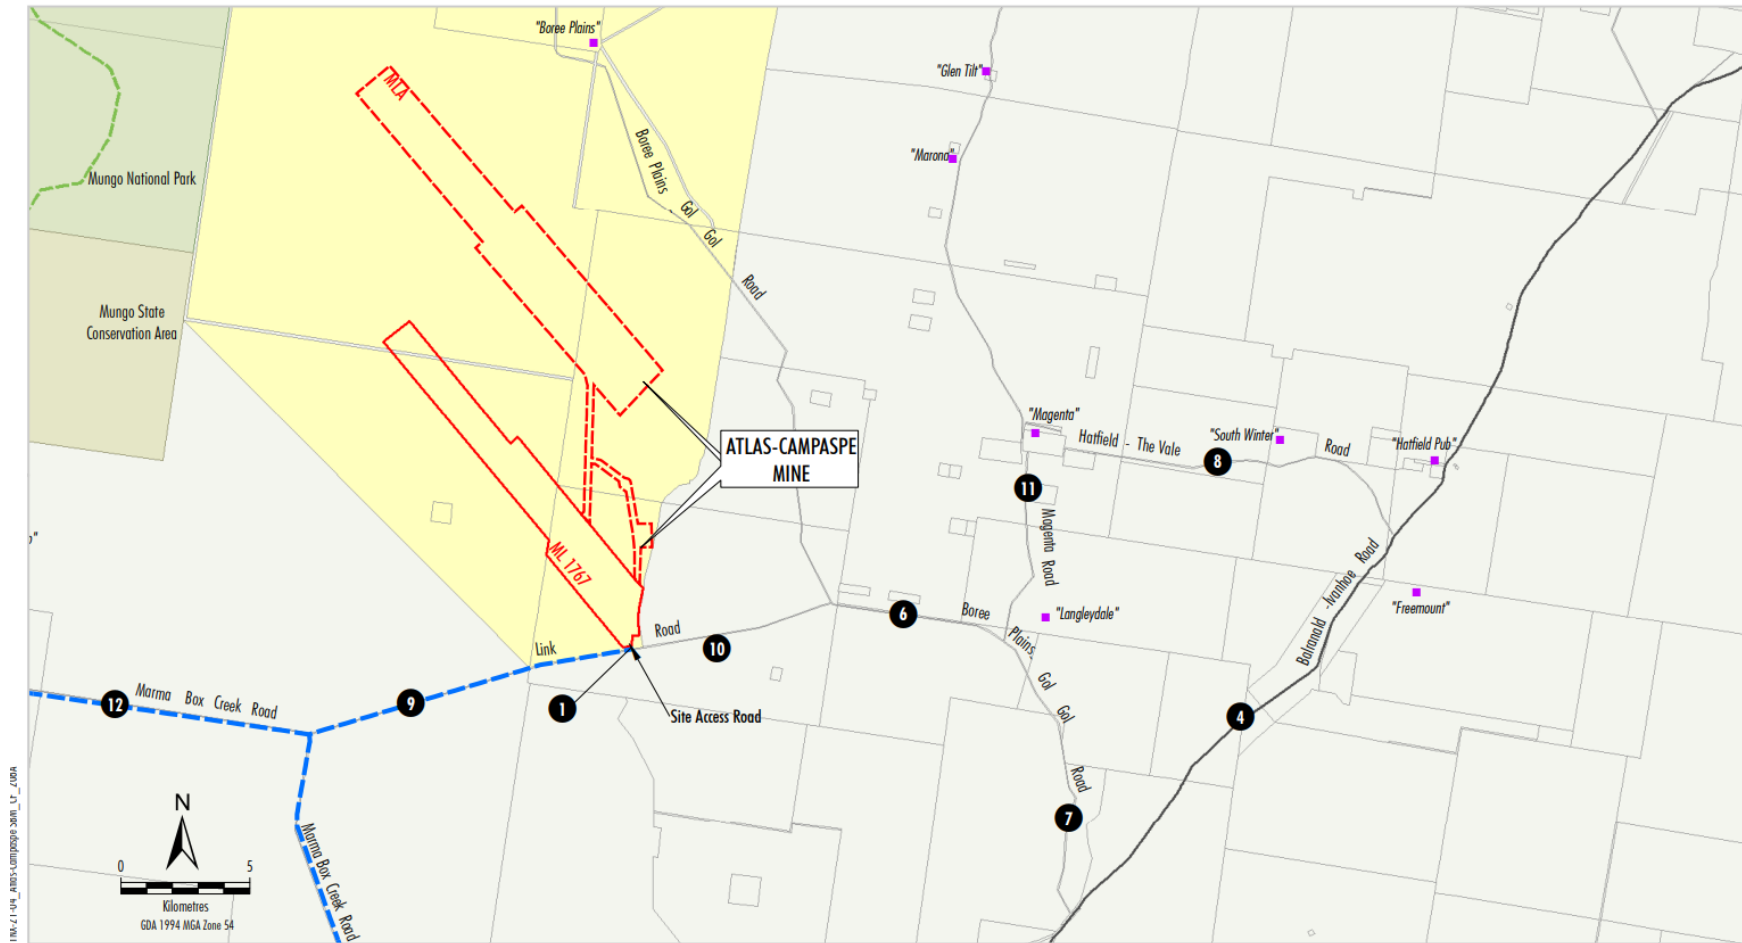 "Boree Plains"
"Glen Tilt"
MLA
Boree Plains - Gol Gol Road
"Marona"
Mungo National Park
Mungo State
Conservation Area
"Magenta"
Hatfield - The Vale Road
"South Winter"
"Hatfield Pub"
ATLAS-CAMPASPE
MINE
8
11
Magenta Road
ML 1767
Balranald - Ivanhoe Road
"Freemount"
"Langleydale"
6
Boree Plains Gol Gol Road
Link Road
10
9
12
Marma Box Creek Road
1
Site Access Road
4
7
N
0 5
Kilometres
GDA 1994 MGA Zone 54
Marma Box Creek Road